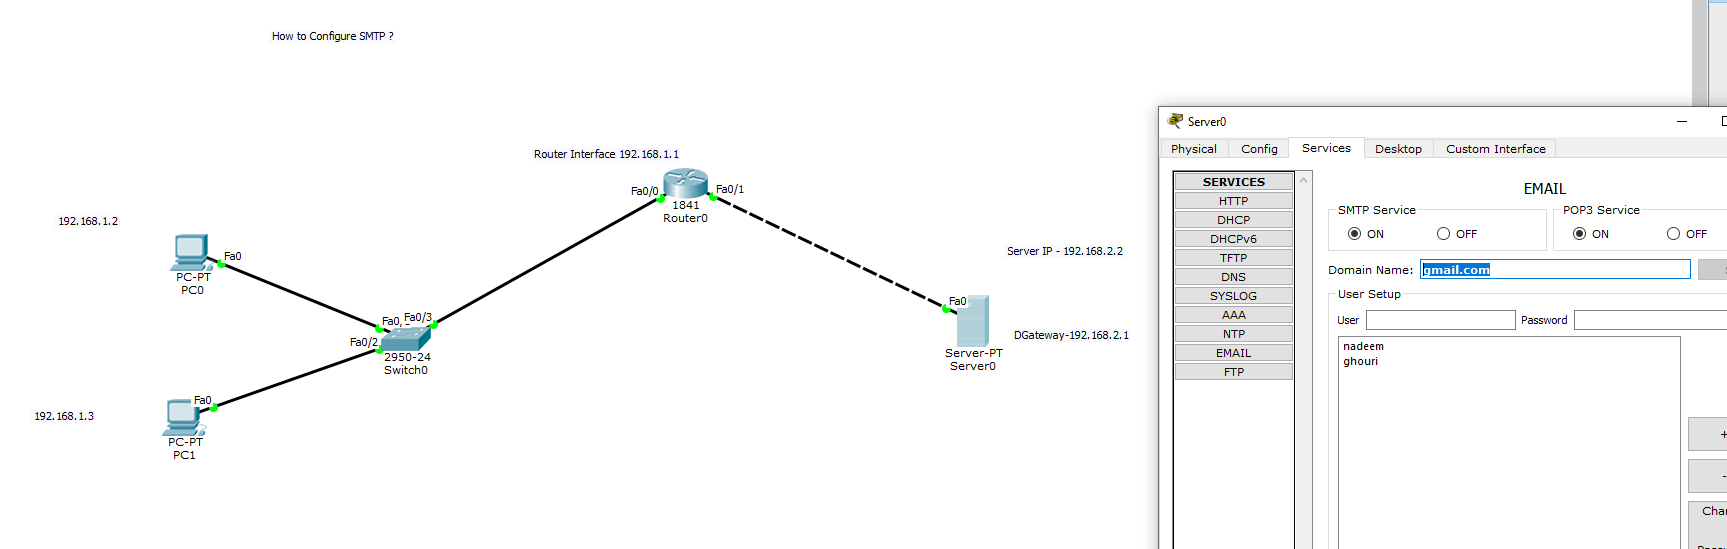 How to Configure SMTP ?
Router Interface 192.168.1.1
Fa0/0
Fa0/1
1841
Router0
192.168.1.2
Fa0
PC-PT
PC0
Server IP - 192.168.2.2
Fa0
DGateway-192.168.2.1
Server-PT
Server0
Fa0/3
Fa0/2
2950-24
Switch0
192.168.1.3
Fa0
PC-PT
PC1
Server0
Physical Config Services Desktop Custom Interface
SERVICES
HTTP
DHCP
DHCPv6
TFTP
DNS
SYSLOG
AAA
NTP
EMAIL
FTP
EMAIL
SMTP Service
ON OFF
POP3 Service
ON OFF
Domain Name: gmail.com
User Setup
User Password
nadeem
ghouri
+
-